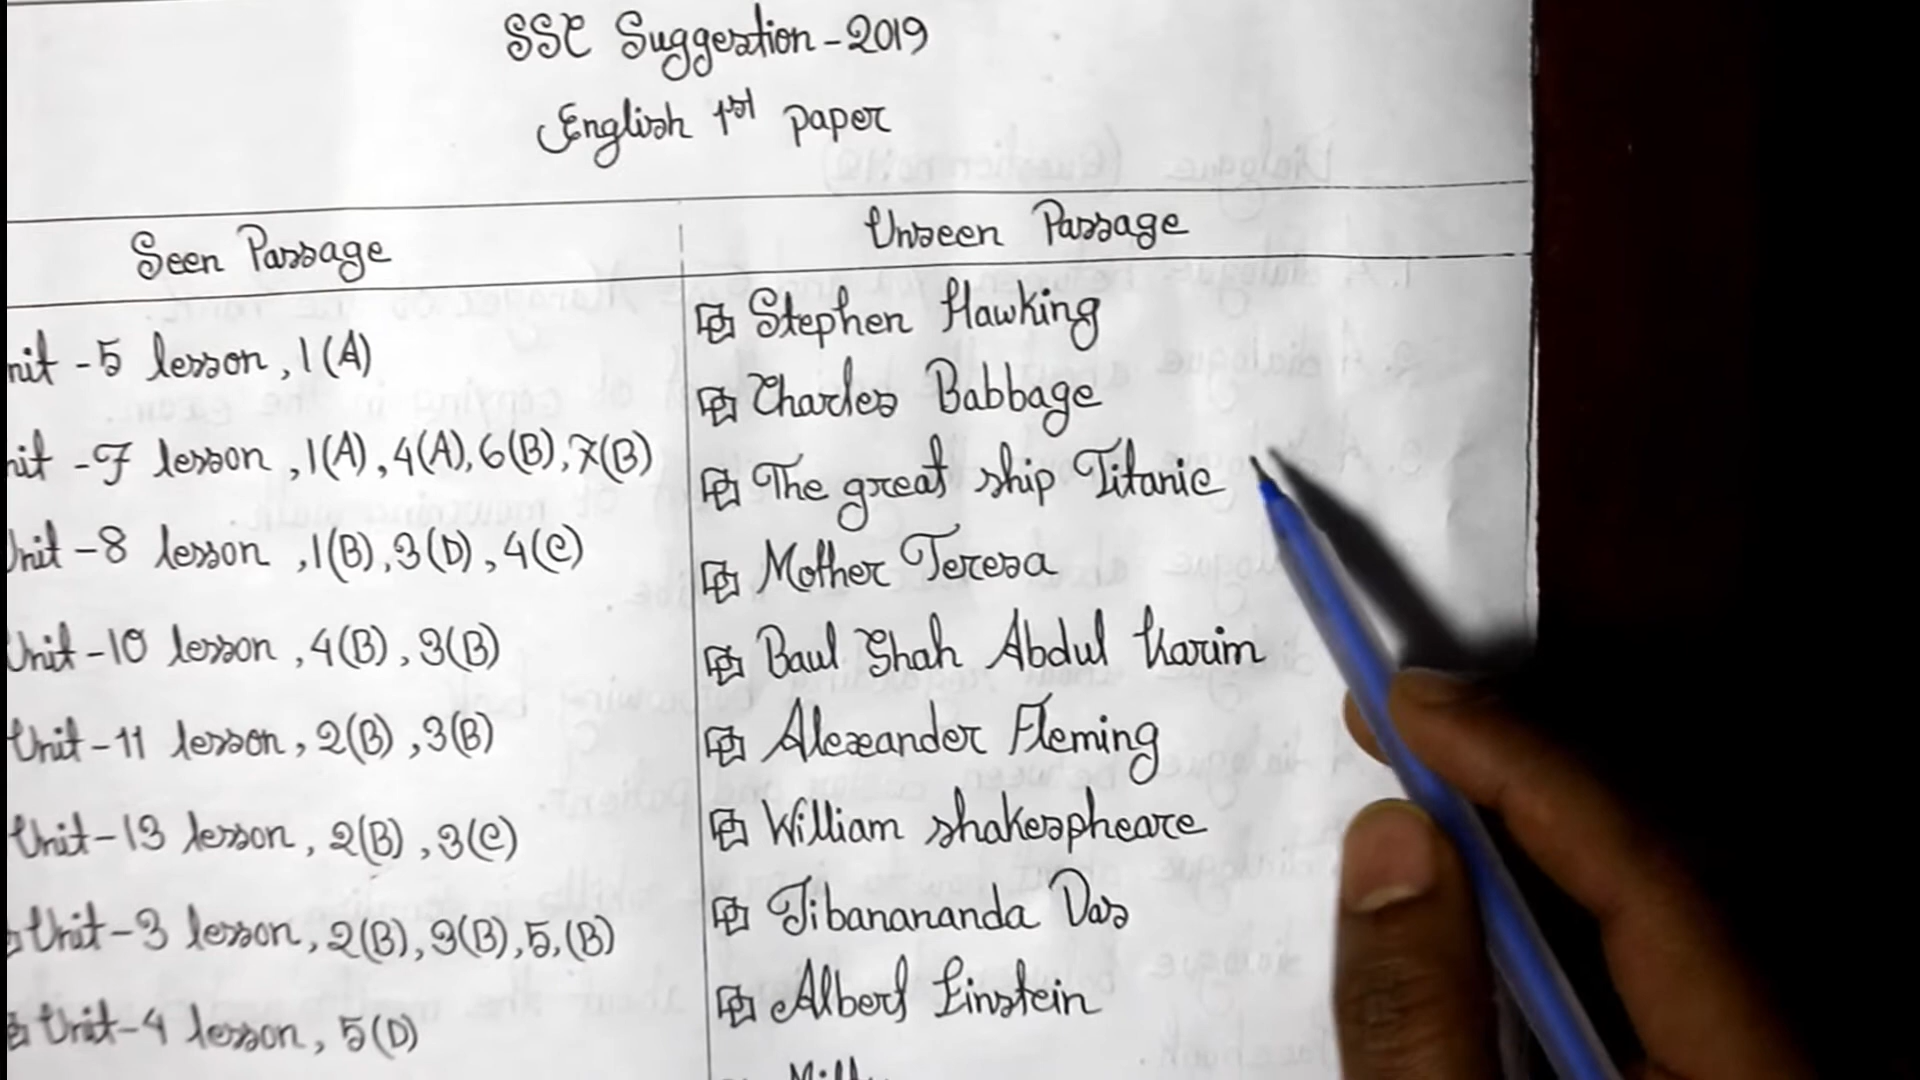 SSC Suggestion-2019
English 1st paper
Seen Passage
Unseen Passage
nit -5 lesson, 1(A)
nit -7 lesson, 1(A), 4(A), 6(B), 7(B)
Unit -8 lesson, 1(B), 3(D), 4(C)
Unit-10 lesson, 4(B), 3(B)
Unit-11 lesson, 2(B), 3(B)
Unit-13 lesson, 2(B), 3(C)
Unit-3 lesson, 2(B), 3(B), 5,(B)
Unit-4 lesson, 5(D)
Stephen Hawking
Charles Babbage
The great ship Titanic
Mother Teresa
Baul Shah Abdul Karim
Alexander Fleming
William shakespheare
Jibanananda Das
Albert Einstein